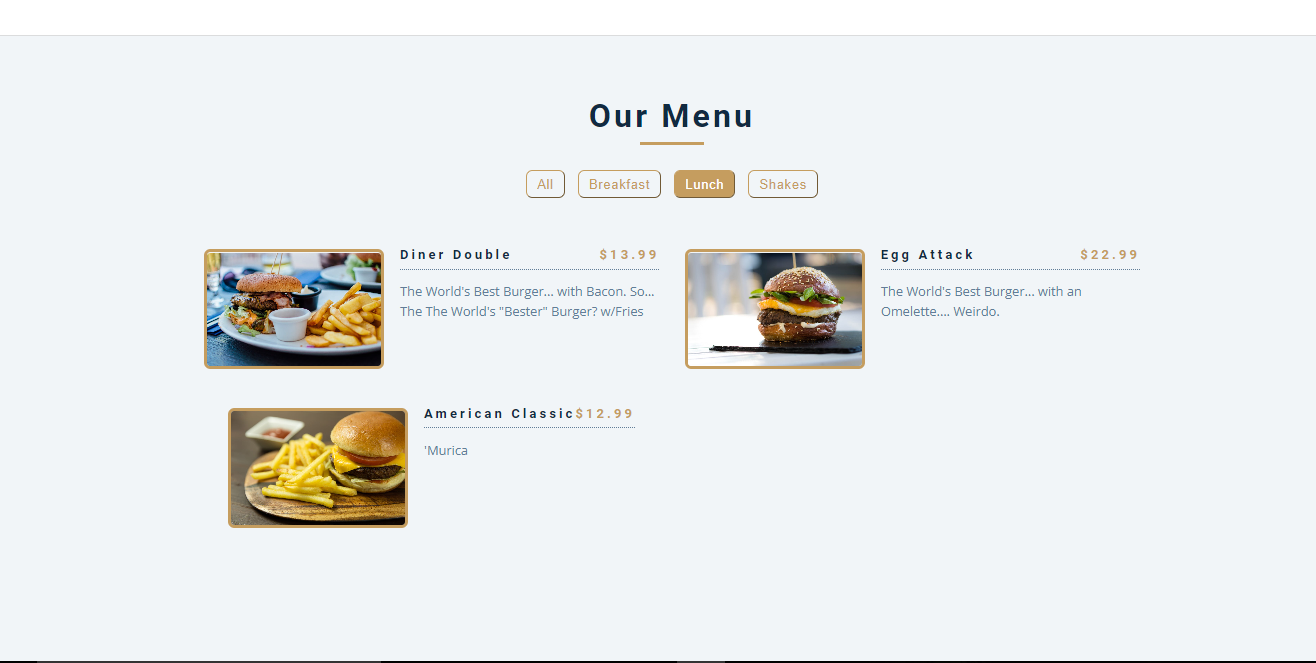 Our Menu
All Breakfast Lunch Shakes
Diner Double $13.99
The World's Best Burger... with Bacon. So...
The The World's "Bester" Burger? w/Fries
Egg Attack $22.99
The World's Best Burger... with an
Omelette.... Weirdo.
American Classic $12.99
'Murica